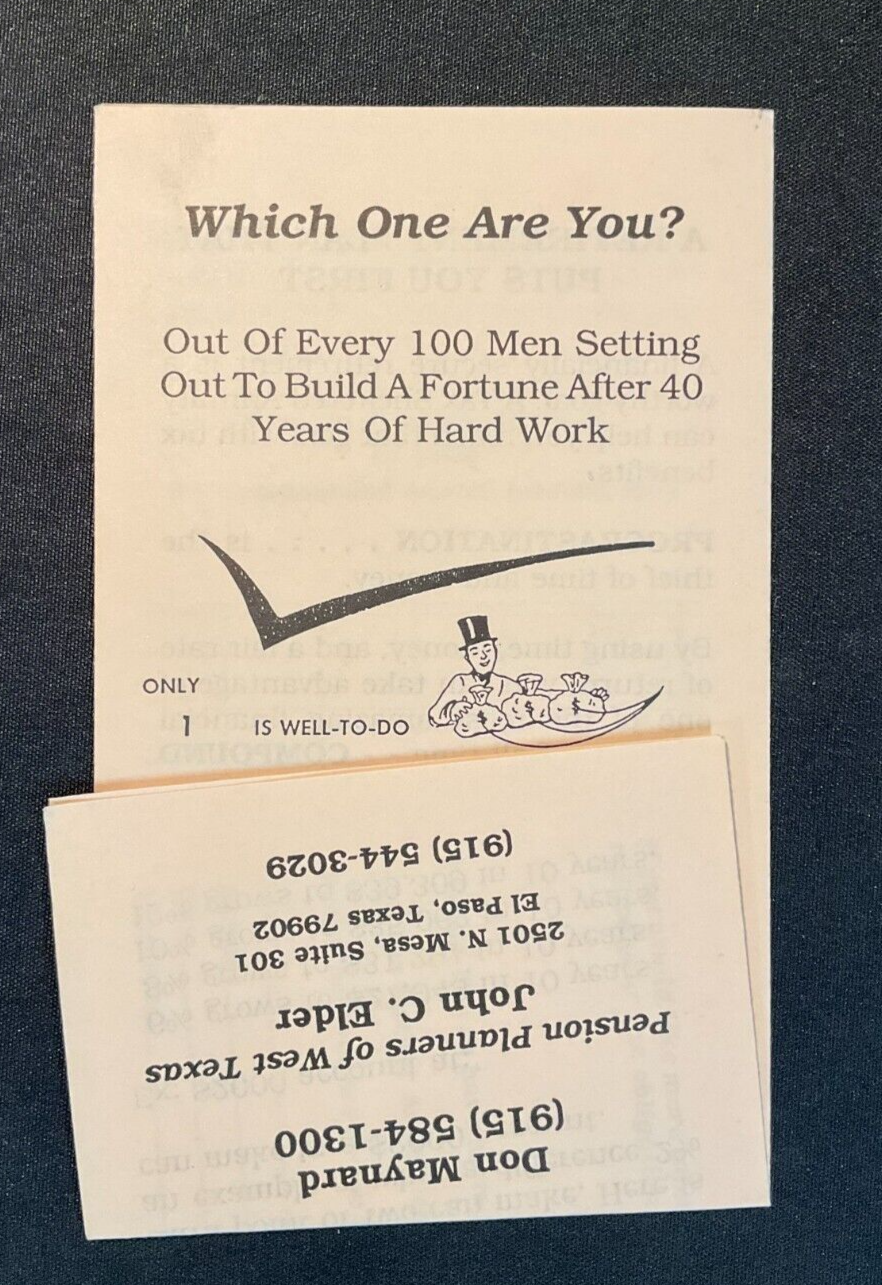 Which One Are You?
Out Of Every 100 Men Setting
Out To Build A Fortune After 40
Years Of Hard Work
ONLY
1 IS WELL-TO-DO
$ $ $
Don Maynard
(915) 584-1300
Pension Planners of West Texas
John C. Elder
2501 N. Mesa, Suite 301
El Paso, Texas 79902
(915) 544-3029